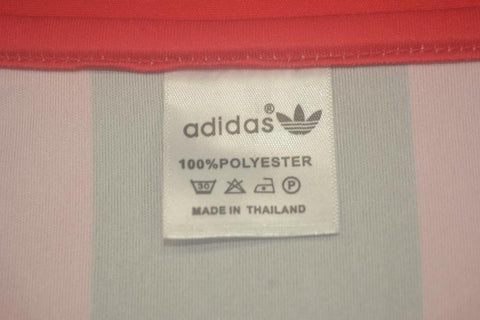 adidas®
100%POLYESTER
30 P
MADE IN THAILAND